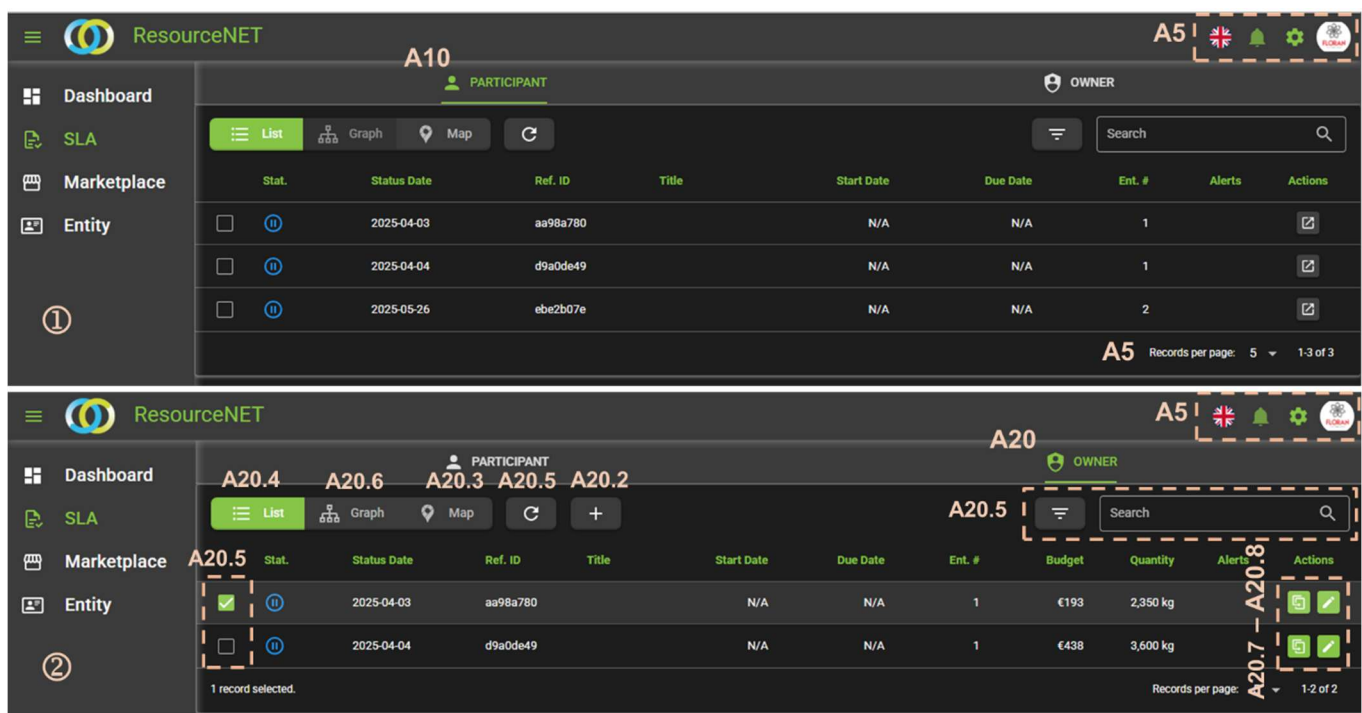 ResourceNET
A5
FLORAH
Dashboard
SLA
Marketplace
Entity
①
A10
PARTICIPANT
OWNER
List Graph Map
Search
Stat. Status Date Ref. ID Title Start Date Due Date Ent. # Alerts Actions
2025-04-03 aa98a780 N/A N/A 1
2025-04-04 d9a0de49 N/A N/A 1
2025-05-26 ebe2b07e N/A N/A 2
A5 Records per page: 5 1-3 of 3
ResourceNET
A5
FLORAH
Dashboard
SLA
Marketplace
Entity
②
A20
PARTICIPANT
OWNER
A20.4 A20.6 A20.3 A20.5 A20.2
List Graph Map
A20.5
Search
A20.5
Stat. Status Date Ref. ID Title Start Date Due Date Ent. # Budget Quantity Alerts Actions
2025-04-03 aa98a780 N/A N/A 1 €193 2,350 kg
2025-04-04 d9a0de49 N/A N/A 1 €438 3,600 kg
A20.7 – A20.8
1 record selected.
Records per page: 1-2 of 2